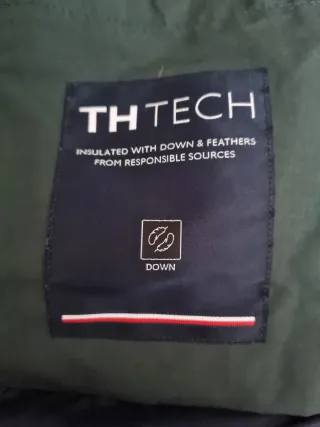 TH TECH
INSULATED WITH DOWN & FEATHERS
FROM RESPONSIBLE SOURCES
DOWN